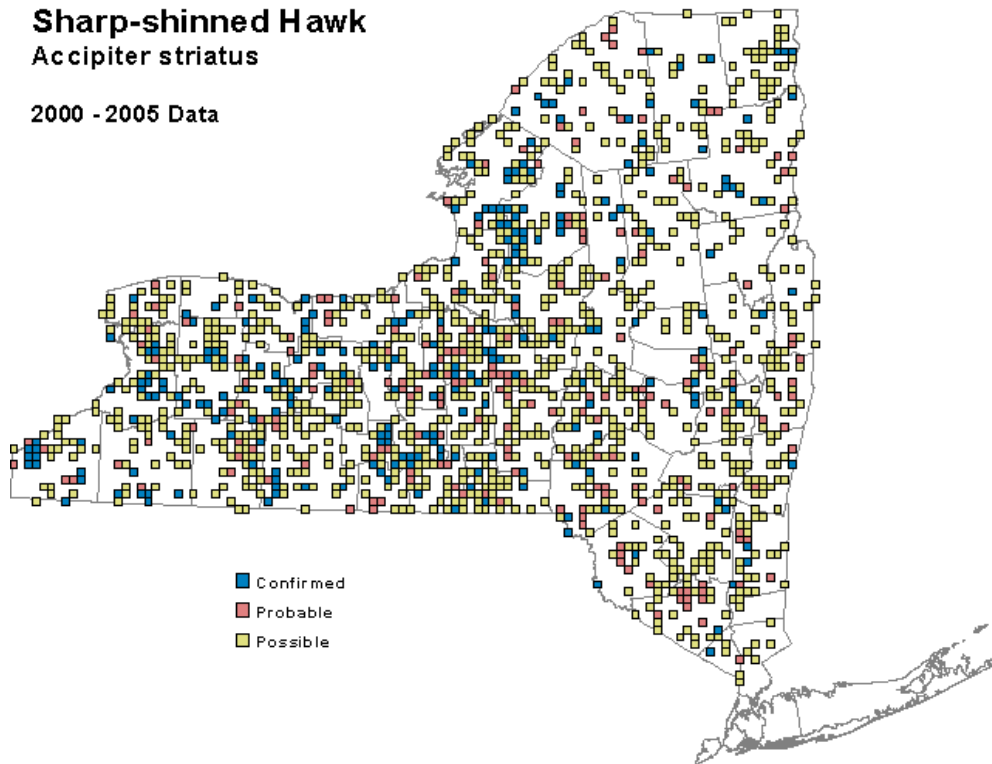 Sharp-shinned Hawk
Accipiter striatus
2000 - 2005 Data
Confirmed
Probable
Possible